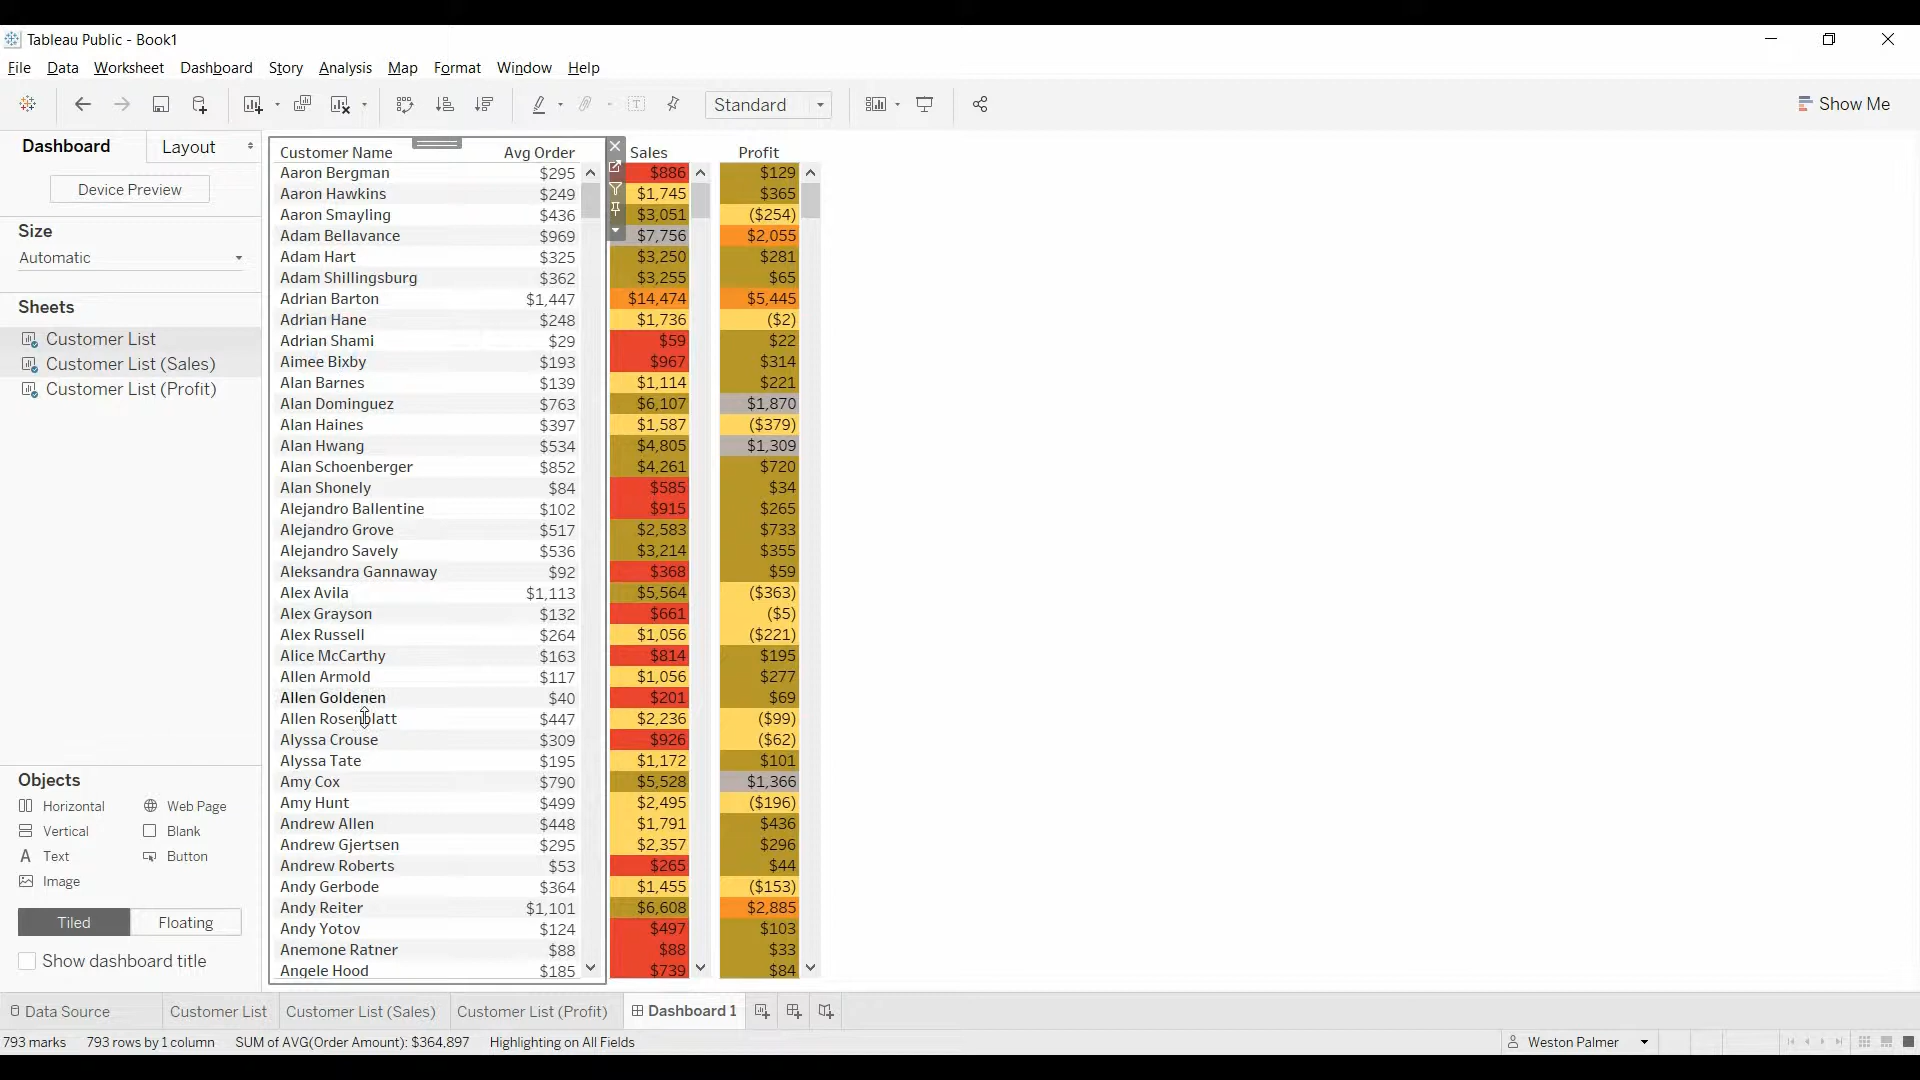 Tableau Public - Book1
File Data Worksheet Dashboard Story Analysis Map Format Window Help
Standard
Show Me
Dashboard Layout
Device Preview
Size
Automatic
Sheets
Customer List
Customer List (Sales)
Customer List (Profit)
Objects
Horizontal Web Page
Vertical Blank
Text Button
Image
Tiled Floating
Show dashboard title
Customer Name Avg Order Sales Profit
Aaron Bergman $295 $886 $129
Aaron Hawkins $249 $1,745 $365
Aaron Smayling $436 $3,051 ($254)
Adam Bellavance $969 $7,756 $2,055
Adam Hart $325 $3,250 $281
Adam Shillingsburg $362 $3,255 $65
Adrian Barton $1,447 $14,474 $5,445
Adrian Hane $248 $1,736 ($2)
Adrian Shami $29 $59 $22
Aimee Bixby $193 $967 $314
Alan Barnes $139 $1,114 $221
Alan Dominguez $763 $6,107 $1,870
Alan Haines $397 $1,587 ($379)
Alan Hwang $534 $4,805 $1,309
Alan Schoenberger $852 $4,261 $720
Alan Shonely $84 $585 $34
Alejandro Ballentine $102 $915 $265
Alejandro Grove $517 $2,583 $733
Alejandro Savely $536 $3,214 $355
Aleksandra Gannaway $92 $368 $59
Alex Avila $1,113 $5,564 ($363)
Alex Grayson $132 $661 ($5)
Alex Russell $264 $1,056 ($221)
Alice McCarthy $163 $814 $195
Allen Arnold $117 $1,056 $277
Allen Goldenen $40 $201 $69
Allen Rosenblatt $447 $2,236 ($99)
Alyssa Crouse $309 $926 ($62)
Alyssa Tate $195 $1,172 $101
Amy Cox $790 $5,528 $1,366
Amy Hunt $499 $2,495 ($196)
Andrew Allen $448 $1,791 $436
Andrew Gjertsen $295 $2,357 $296
Andrew Roberts $53 $265 $44
Andy Gerbode $364 $1,455 ($153)
Andy Reiter $1,101 $6,608 $2,885
Andy Yotov $124 $497 $103
Anemone Ratner $88 $88 $33
Angele Hood $185 $739 $84
Data Source Customer List Customer List (Sales) Customer List (Profit) Dashboard 1
793 marks 793 rows by 1 column SUM of AVG(Order Amount): $364,897 Highlighting on All Fields Weston Palmer